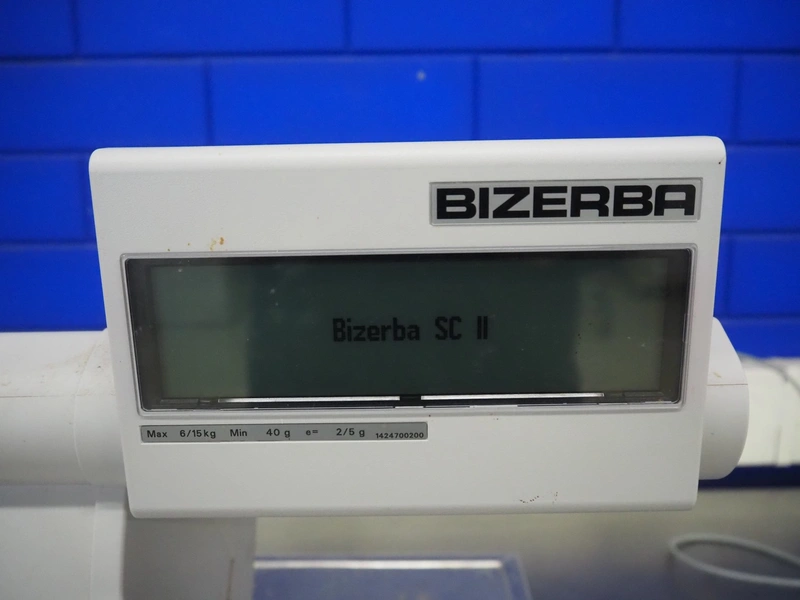 BIZERBA
Bizerba SC II
Max 6/15kg Min 40 g e= 2/5 g 1424700200